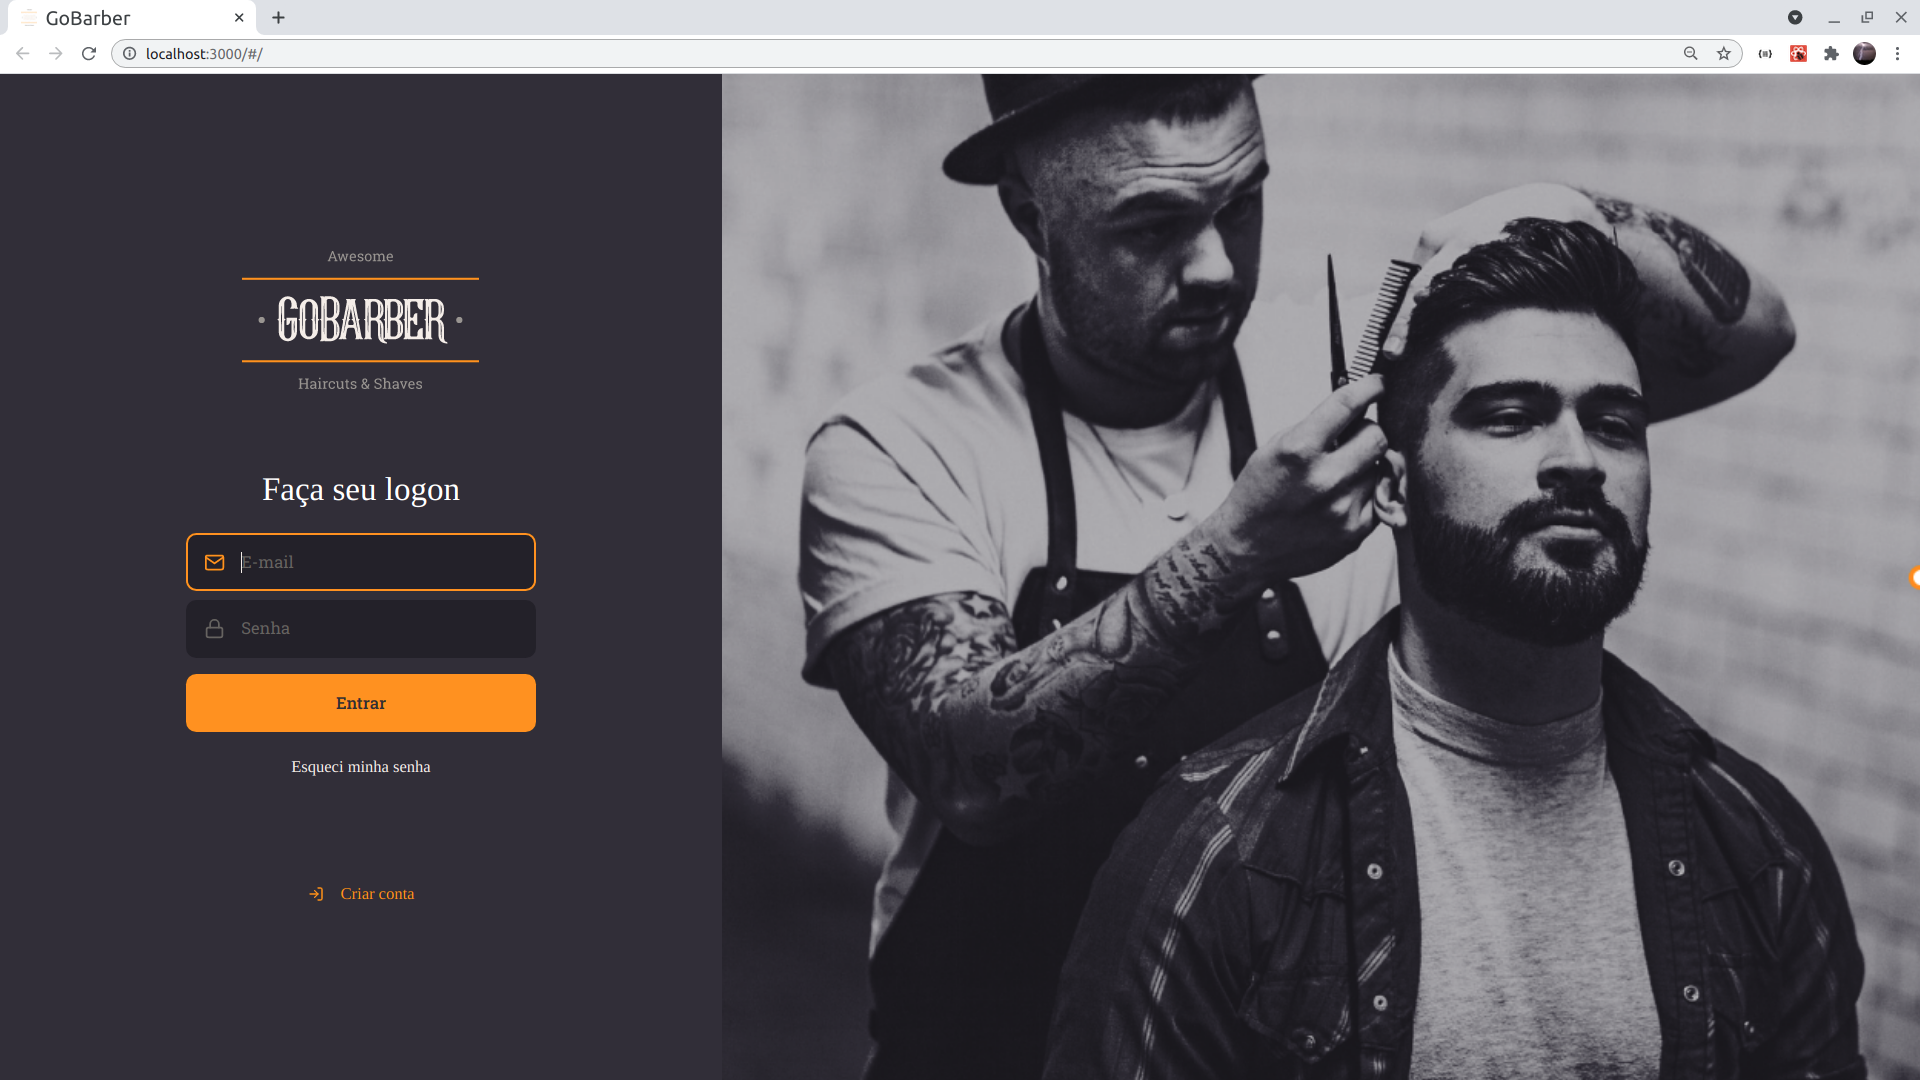 GoBarber
localhost:3000/#/
Awesome
GOBARBER
Haircuts & Shaves
Faça seu logon
E-mail
Senha
Entrar
Esqueci minha senha
Criar conta